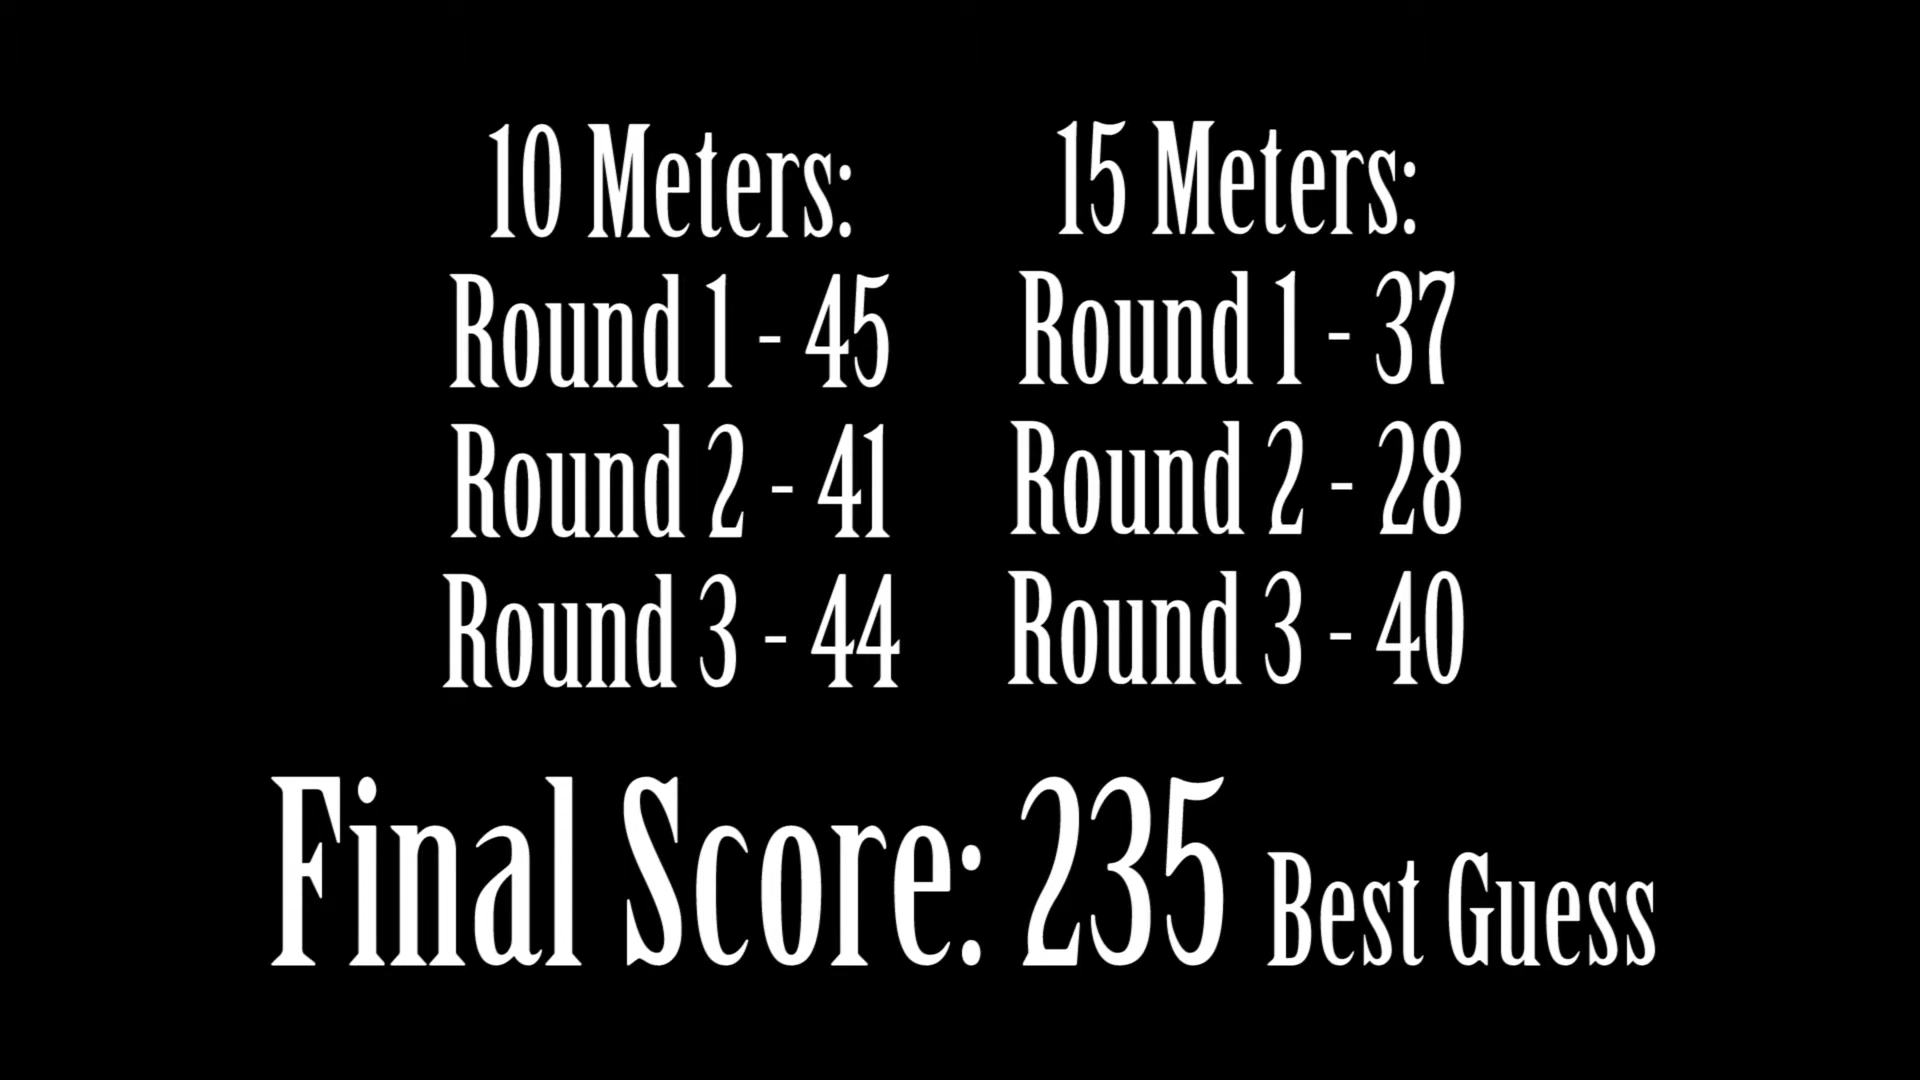 10 Meters:
Round 1 - 45
Round 2 - 41
Round 3 - 44
15 Meters:
Round 1 - 37
Round 2 - 28
Round 3 - 40
Final Score: 235 Best Guess